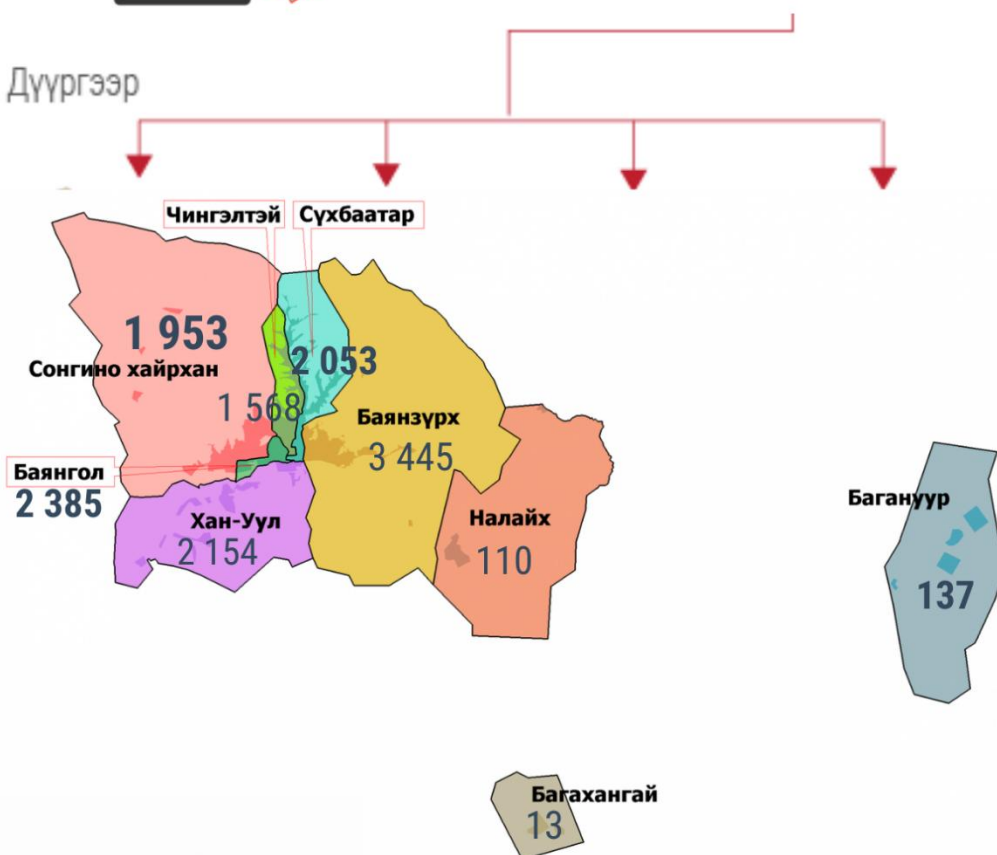 Дүүргээр
Чингэлтэй
Сүхбаатар
1 953
2 053
Сонгино хайрхан
1 568
Баянзүрх
3 445
Баянгол
2 385
Хан-Уул
2 154
Налайх
110
Багануур
137
Багахангай
13